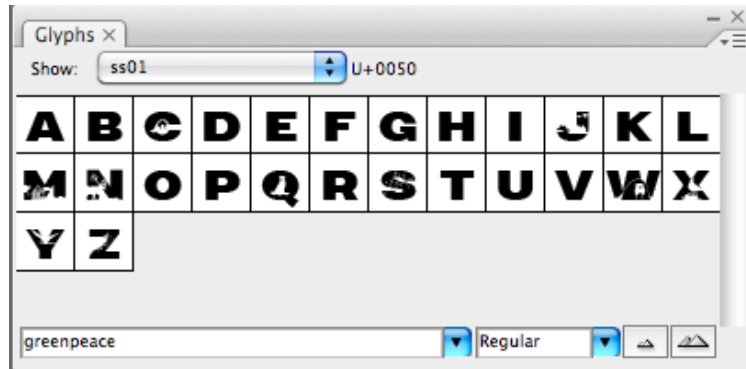 Glyphs
Show: ss01 U+0050
A B C D E F G H I J K L
M N O P Q R S T U V W X
Y Z
greenpeace Regular